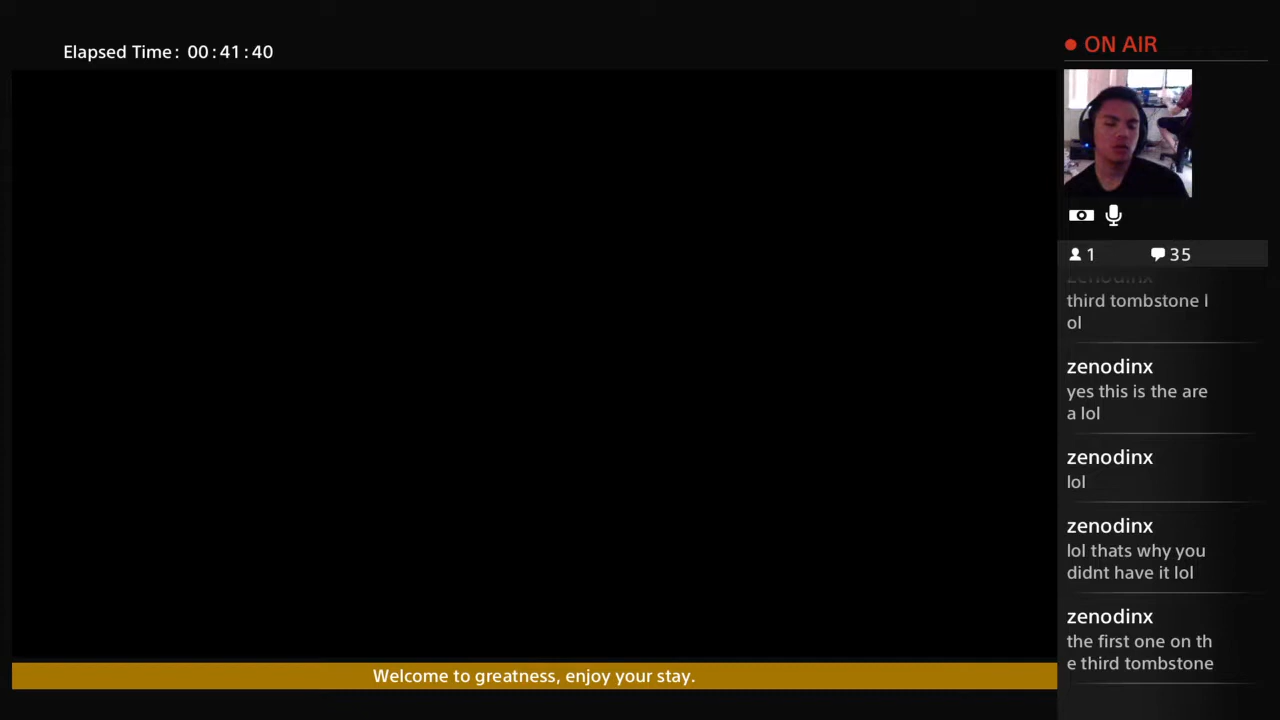 Elapsed Time: 00:41:40
ON AIR
1 35
zenodinx
third tombstone l
ol
zenodinx
yes this is the are
a lol
zenodinx
lol
zenodinx
lol thats why you
didnt have it lol
zenodinx
the first one on th
e third tombstone
Welcome to greatness, enjoy your stay.